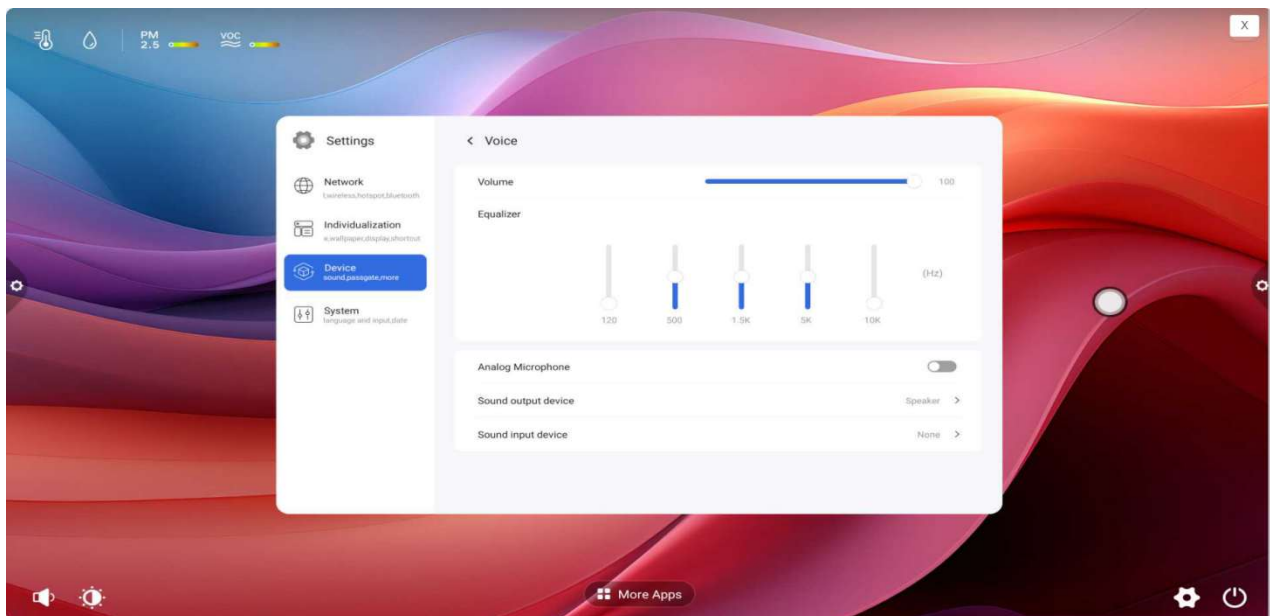 PM
2.5
VOC
X
Settings
Network
t,wireless,hotspot,bluetooth
Individualization
e,wallpaper,display,shortcut
Device
sound,passgate,more
System
language and input,date
< Voice
Volume
100
Equalizer
(Hz)
120 500 1.5K 5K 10K
Analog Microphone
Sound output device
Speaker >
Sound input device
None >
More Apps